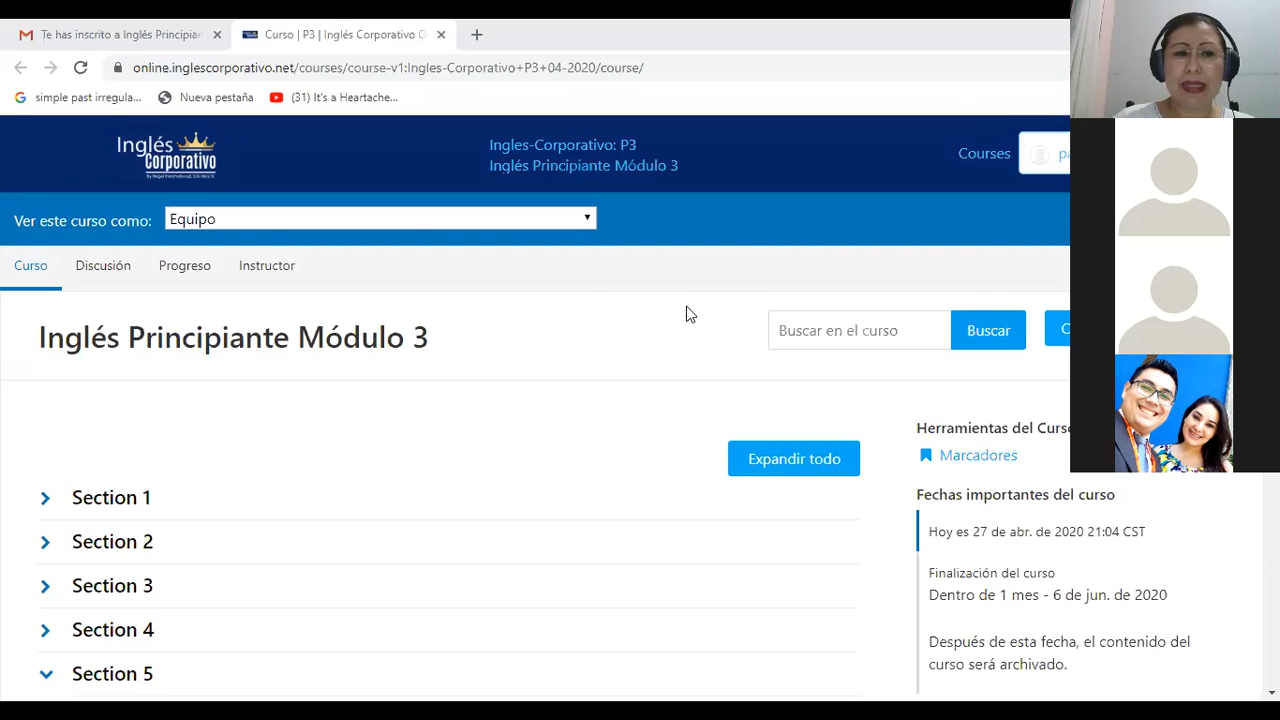 Te has inscrito a Inglés Principian
Curso | P3 | Inglés Corporativo O
online.inglescorporativo.net/courses/course-v1:Ingles-Corporativo+P3+04-2020/course/
simple past irregula...
Nueva pestaña
(31) It's a Heartache...
Inglés
Corporativo
Ingles-Corporativo: P3
Inglés Principiante Módulo 3
Courses
pa
Ver este curso como:
Equipo
Curso
Discusión
Progreso
Instructor
Inglés Principiante Módulo 3
Buscar en el curso
Buscar
Expandir todo
Section 1
Section 2
Section 3
Section 4
Section 5
Herramientas del Curso
Marcadores
Fechas importantes del curso
Hoy es 27 de abr. de 2020 21:04 CST
Finalización del curso
Dentro de 1 mes - 6 de jun. de 2020
Después de esta fecha, el contenido del
curso será archivado.